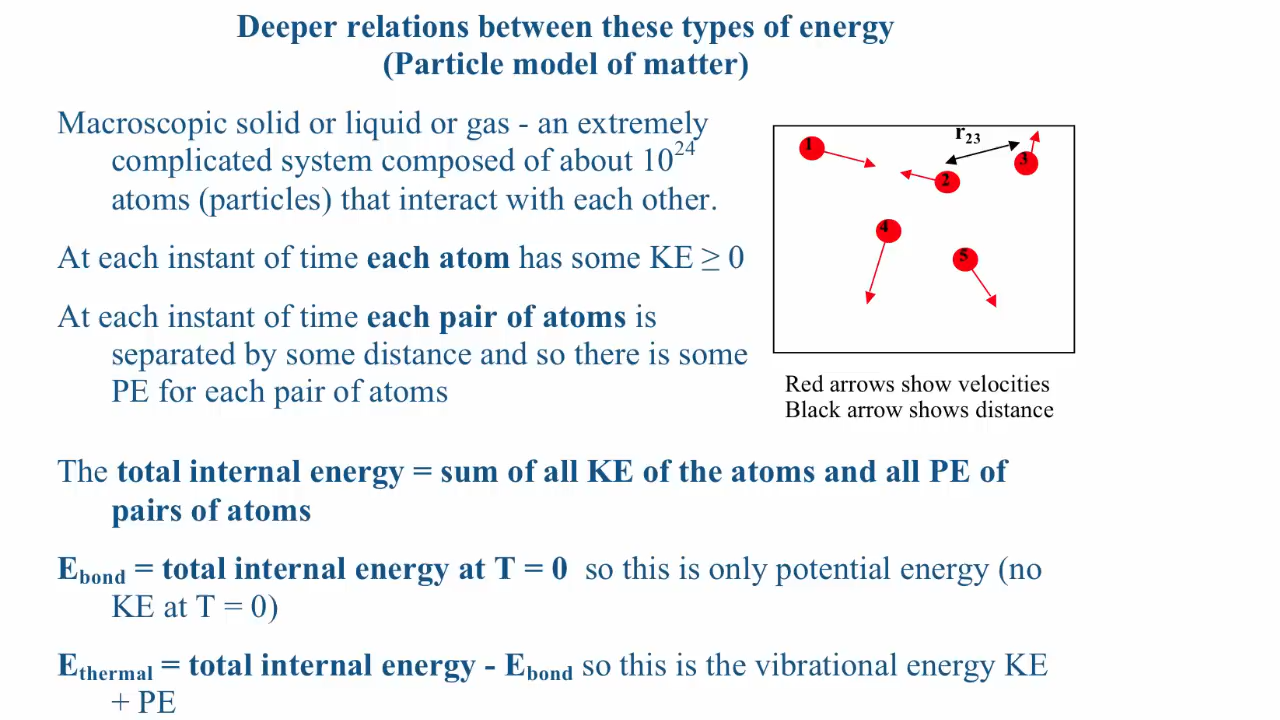 Deeper relations between these types of energy
(Particle model of matter)
Macroscopic solid or liquid or gas - an extremely
complicated system composed of about 10²⁴
atoms (particles) that interact with each other.
At each instant of time each atom has some KE ≥ 0
At each instant of time each pair of atoms is
separated by some distance and so there is some
PE for each pair of atoms
r₂₃
1
2
3
4
5
Red arrows show velocities
Black arrow shows distance
The total internal energy = sum of all KE of the atoms and all PE of
pairs of atoms
E_bond = total internal energy at T = 0 so this is only potential energy (no
KE at T = 0)
E_thermal = total internal energy - E_bond so this is the vibrational energy KE
+ PE